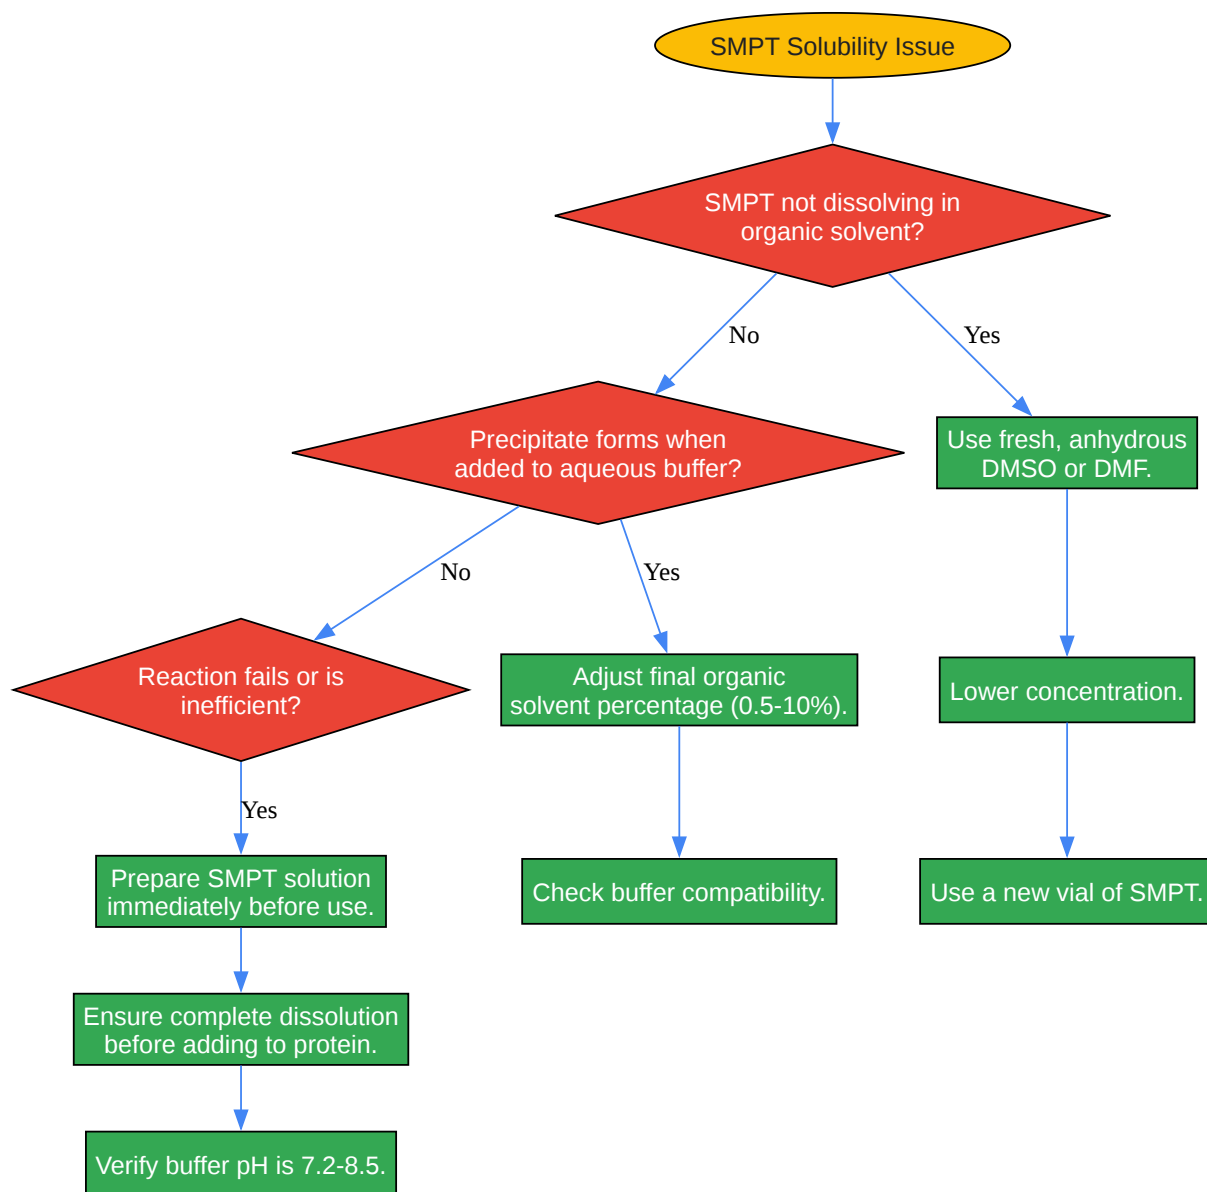 SMPT Solubility Issue
SMPT not dissolving in
organic solvent?
No
Yes
Precipitate forms when
added to aqueous buffer?
Use fresh, anhydrous
DMSO or DMF.
No
Yes
Reaction fails or is
inefficient?
Adjust final organic
solvent percentage (0.5-10%).
Lower concentration.
Yes
Prepare SMPT solution
immediately before use.
Check buffer compatibility.
Use a new vial of SMPT.
Ensure complete dissolution
before adding to protein.
Verify buffer pH is 7.2-8.5.